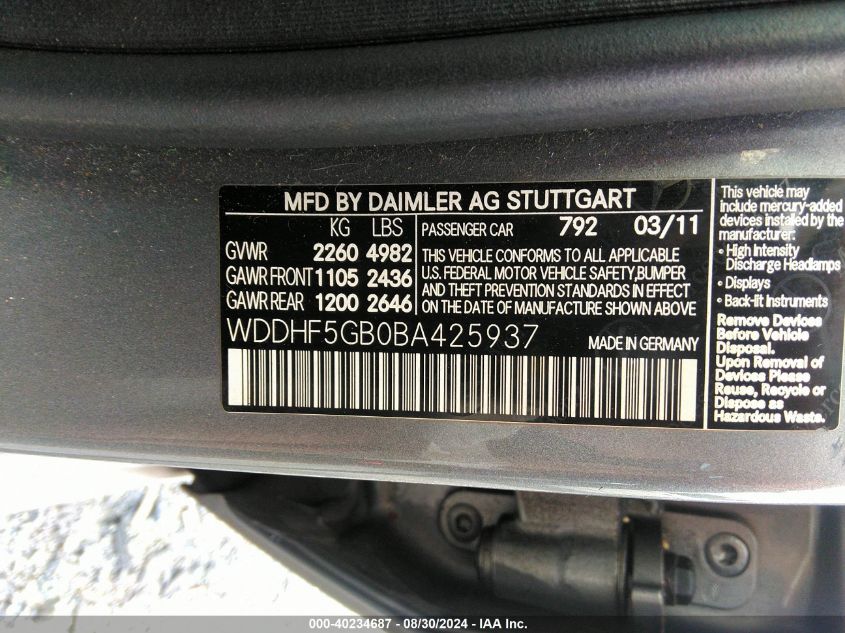 MFD BY DAIMLER AG STUTTGART
KG LBS
GVWR 2260 4982
GAWR FRONT 1105 2436
GAWR REAR 1200 2646
PASSENGER CAR 792 03/11
THIS VEHICLE CONFORMS TO ALL APPLICABLE
U.S. FEDERAL MOTOR VEHICLE SAFETY,BUMPER
AND THEFT PREVENTION STANDARDS IN EFFECT
ON THE DATE OF MANUFACTURE SHOWN ABOVE
WDDHF5GB0BA425937
MADE IN GERMANY
This vehicle may
include mercury-added
devices installed by the
manufacturer:
• High Intensity
Discharge Headlamps
• Displays
• Back-lit Instruments
Remove Devices
Before Vehicle
Disposal.
Upon Removal of
Devices Please
Reuse, Recycle or
Dispose as
Hazardous Waste.
000-40234687 - 08/30/2024 - IAA Inc.